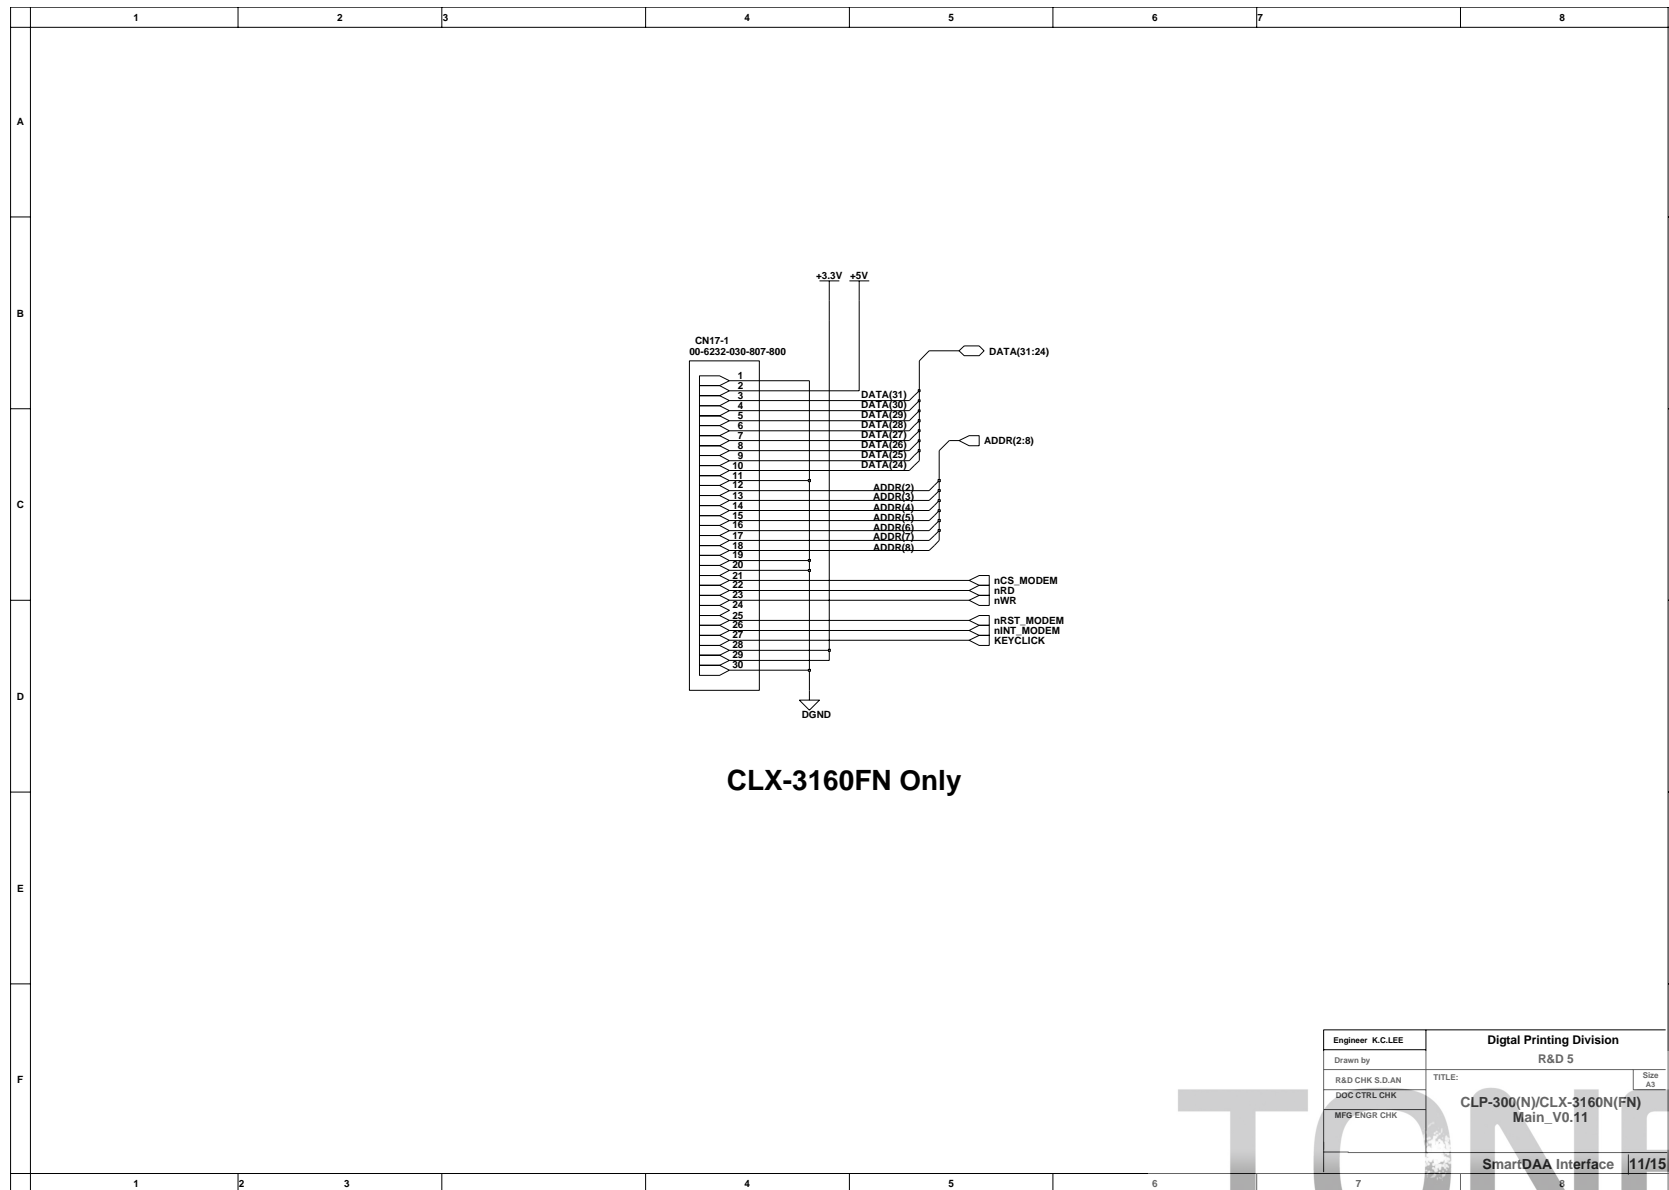 1 2 3 4 5 6 7 8
A
B
C
D
E
F
+3.3V +5V
CN17-1
00-6232-030-807-800
DATA(31:24)
1
2
3 DATA(31)
4 DATA(30)
5 DATA(29)
6 DATA(28)
7 DATA(27)
8 DATA(26)
9 DATA(25)
10 DATA(24)
ADDR(2:8)
11
12 ADDR(2)
13 ADDR(3)
14 ADDR(4)
15 ADDR(5)
16 ADDR(6)
17 ADDR(7)
18 ADDR(8)
19
20
21 nCS_MODEM
22 nRD
23 nWR
24
25 nRST_MODEM
26 nINT_MODEM
27 KEYCLICK
28
29
30
DGND
CLX-3160FN Only
Engineer K.C.LEE
Drawn by
R&D CHK S.D.AN
DOC CTRL CHK
MFG ENGR CHK
Digtal Printing Division
R&D 5
TITLE:
Size
A3
CLP-300(N)/CLX-3160N(FN)
Main_V0.11
SmartDAA Interface 11/15
1 2 3 4 5 6 7 8